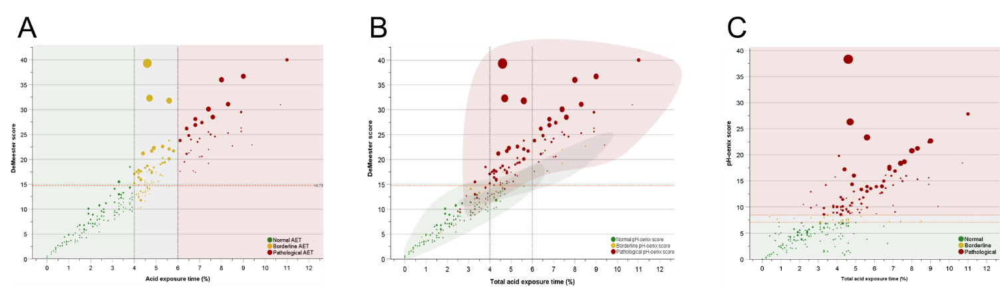 A
DeMeester score
40
35
30
25
20
15
10
5
0
14.73
Normal AET
Borderline AET
Pathological AET
0 1 2 3 4 5 6 7 8 9 10 11 12
Acid exposure time (%)
B
DeMeester score
40
35
30
25
20
15
10
5
0
Normal pH-oenix score
Borderline pH-oenix score
Pathological pH-oenix score
0 1 2 3 4 5 6 7 8 9 10 11 12
Total acid exposure time (%)
C
pH-oenix score
40
35
30
25
20
15
10
5
0
Normal
Borderline
Pathological
0 1 2 3 4 5 6 7 8 9 10 11 12
Total acid exposure time (%)